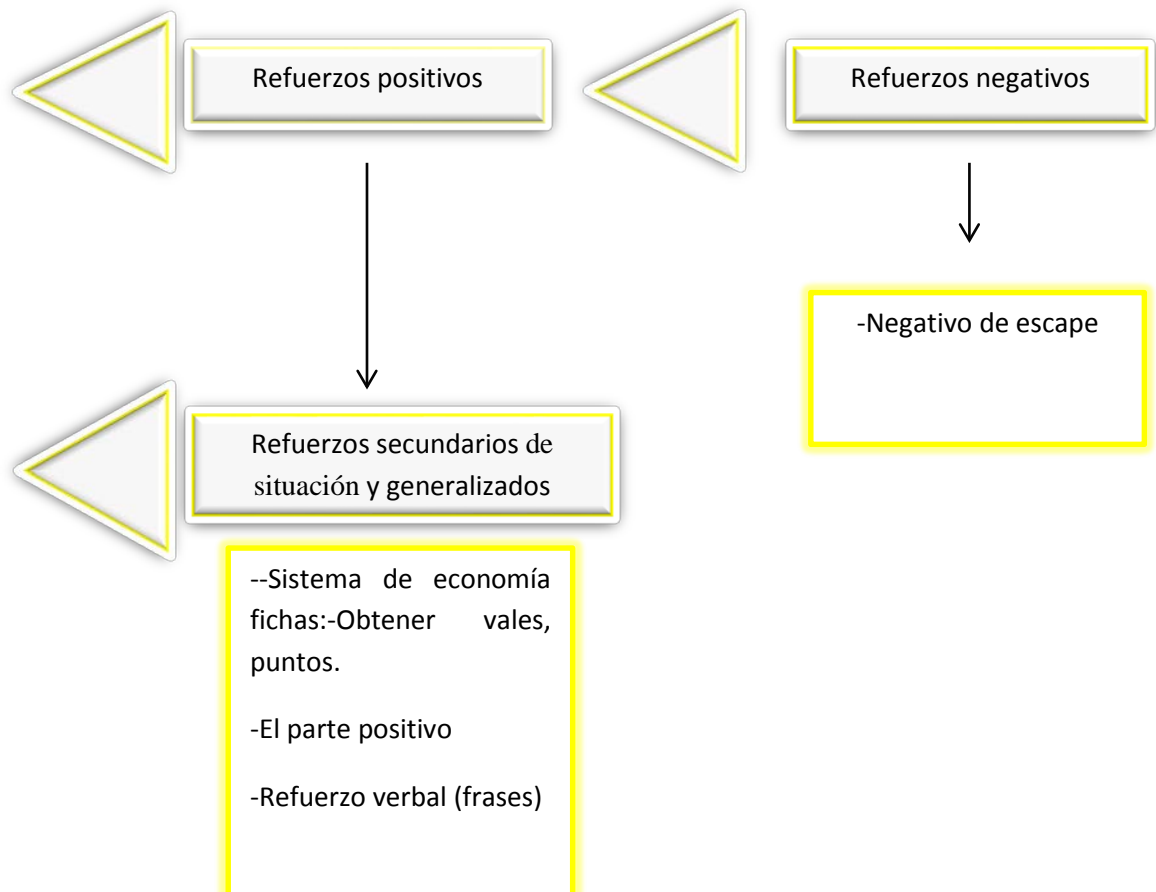 Refuerzos positivos
Refuerzos negativos
-Negativo de escape
Refuerzos secundarios de
situación y generalizados
--Sistema de economía
fichas:-Obtener vales,
puntos.
-El parte positivo
-Refuerzo verbal (frases)